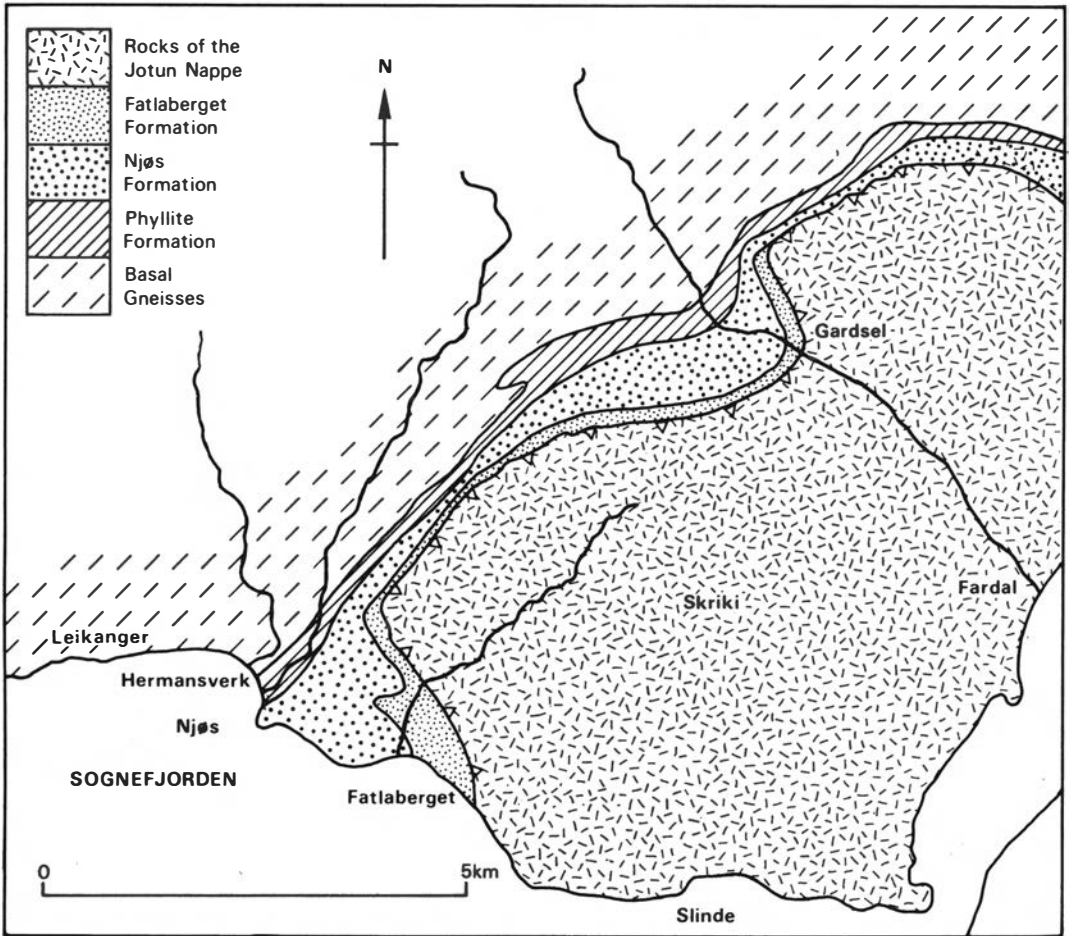 Rocks of the
Jotun Nappe
Fatlaberget
Formation
Njøs
Formation
Phyllite
Formation
Basal
Gneisses
N
Gardsel
Skriki
Fardal
Leikanger
Hermansverk
Njøs
SOGNEFJORDEN
Fatlaberget
0
5km
Slinde